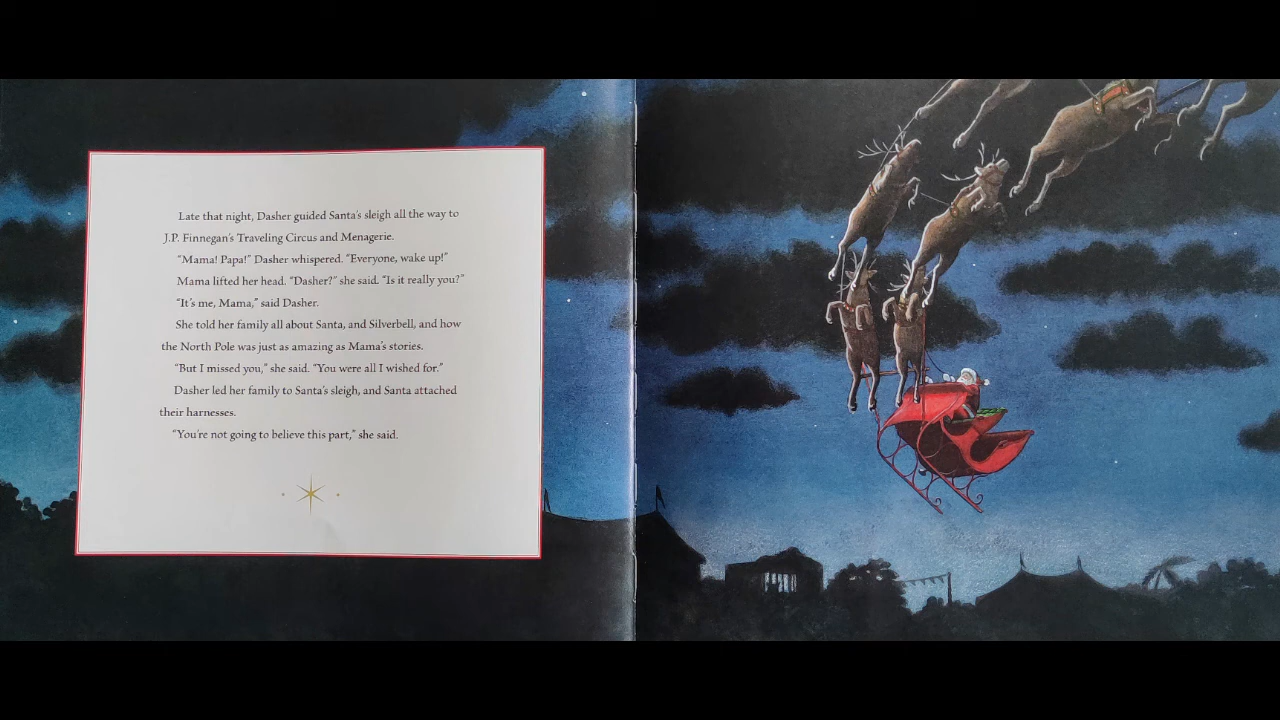 Late that night, Dasher guided Santa's sleigh all the way to
J.P. Finnegan's Traveling Circus and Menagerie.
"Mama! Papa!" Dasher whispered. "Everyone, wake up!"
Mama lifted her head. "Dasher?" she said. "Is it really you?"
"It's me, Mama," said Dasher.
She told her family all about Santa, and Silverbell, and how
the North Pole was just as amazing as Mama's stories.
"But I missed you," she said. "You were all I wished for."
Dasher led her family to Santa's sleigh, and Santa attached
their harnesses.
"You're not going to believe this part," she said.